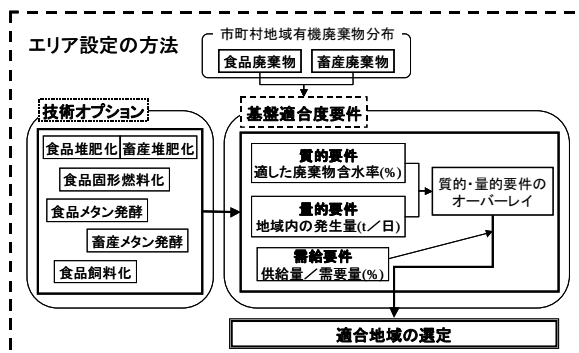 エリア設定の方法
市町村地域有機廃棄物分布
食品廃棄物 畜産廃棄物
技術オプション
食品堆肥化 畜産堆肥化
食品固形燃料化
食品メタン発酵
畜産メタン発酵
食品飼料化
基盤適合度要件
質的要件
適した廃棄物含水率(%)
量的要件
地域内の発生量(t/日)
需給要件
供給量/需要量(%)
質的・量的要件の
オーバーレイ
適合地域の選定